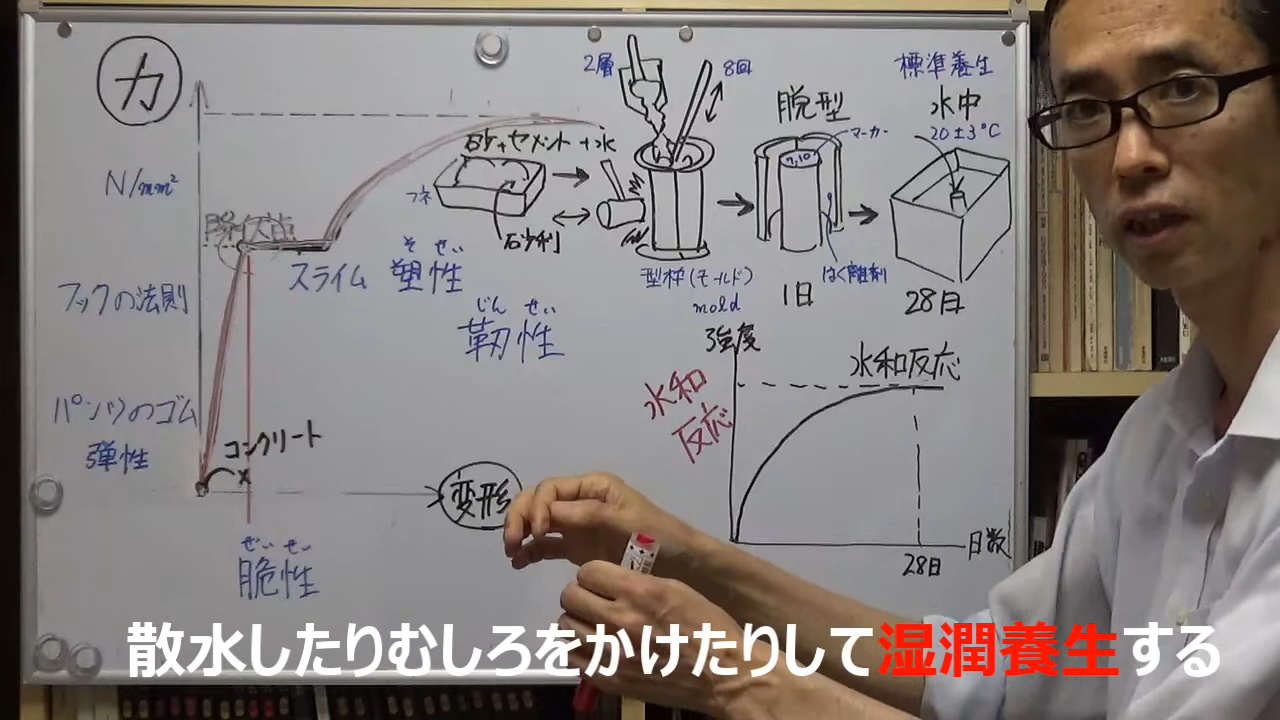 力
N/mm²
降伏点
フックの法則
パンツのゴム
弾性
コンクリート
ぜい せい
脆性
スライム
そ せい
塑性
じん せい
靭性
変形
砂+セメント+水
フネ
砂利
2層
8回
型枠(モールド)
mold
脱型
マーカー
7,10
はく離剤
1日
標準養生
水中
20±3℃
28日
強度
水和反応
水和
反応
28日
日数
散水したりむしろをかけたりして湿潤養生する